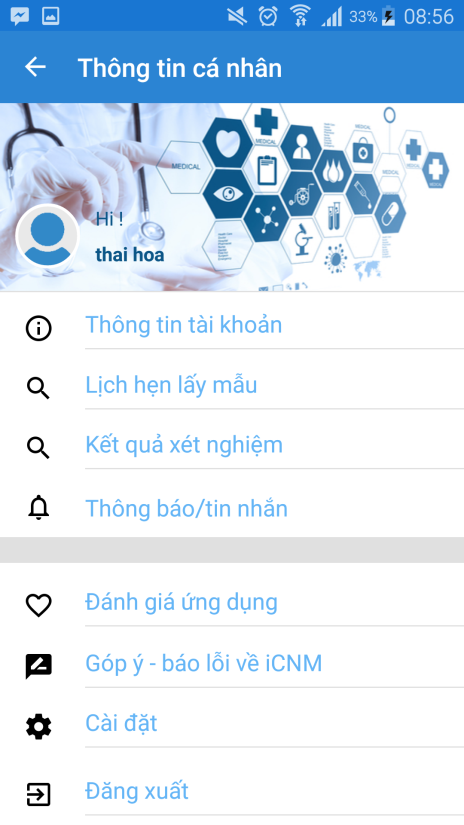 33% 08:56
Thông tin cá nhân
MEDICAL
MEDICAL
MEDICAL
MEDICAL
Hi !
thai hoa
Thông tin tài khoản
Lịch hẹn lấy mẫu
Kết quả xét nghiệm
Thông báo/tin nhắn
Đánh giá ứng dụng
Góp ý - báo lỗi về iCNM
Cài đặt
Đăng xuất